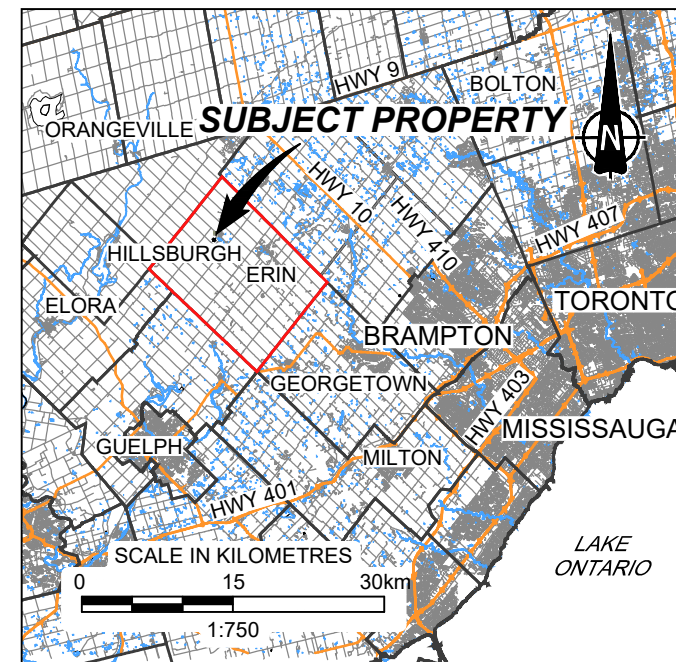 HWY 9
BOLTON
ORANGEVILLE
SUBJECT PROPERTY
N
HWY 10
HWY 410
HWY 407
HILLSBURGH
ERIN
ELORA
TORONTO
BRAMPTON
GEORGETOWN
HWY 403
MISSISSAUGA
GUELPH
MILTON
HWY 401
LAKE
ONTARIO
SCALE IN KILOMETRES
0 15 30km
1:750